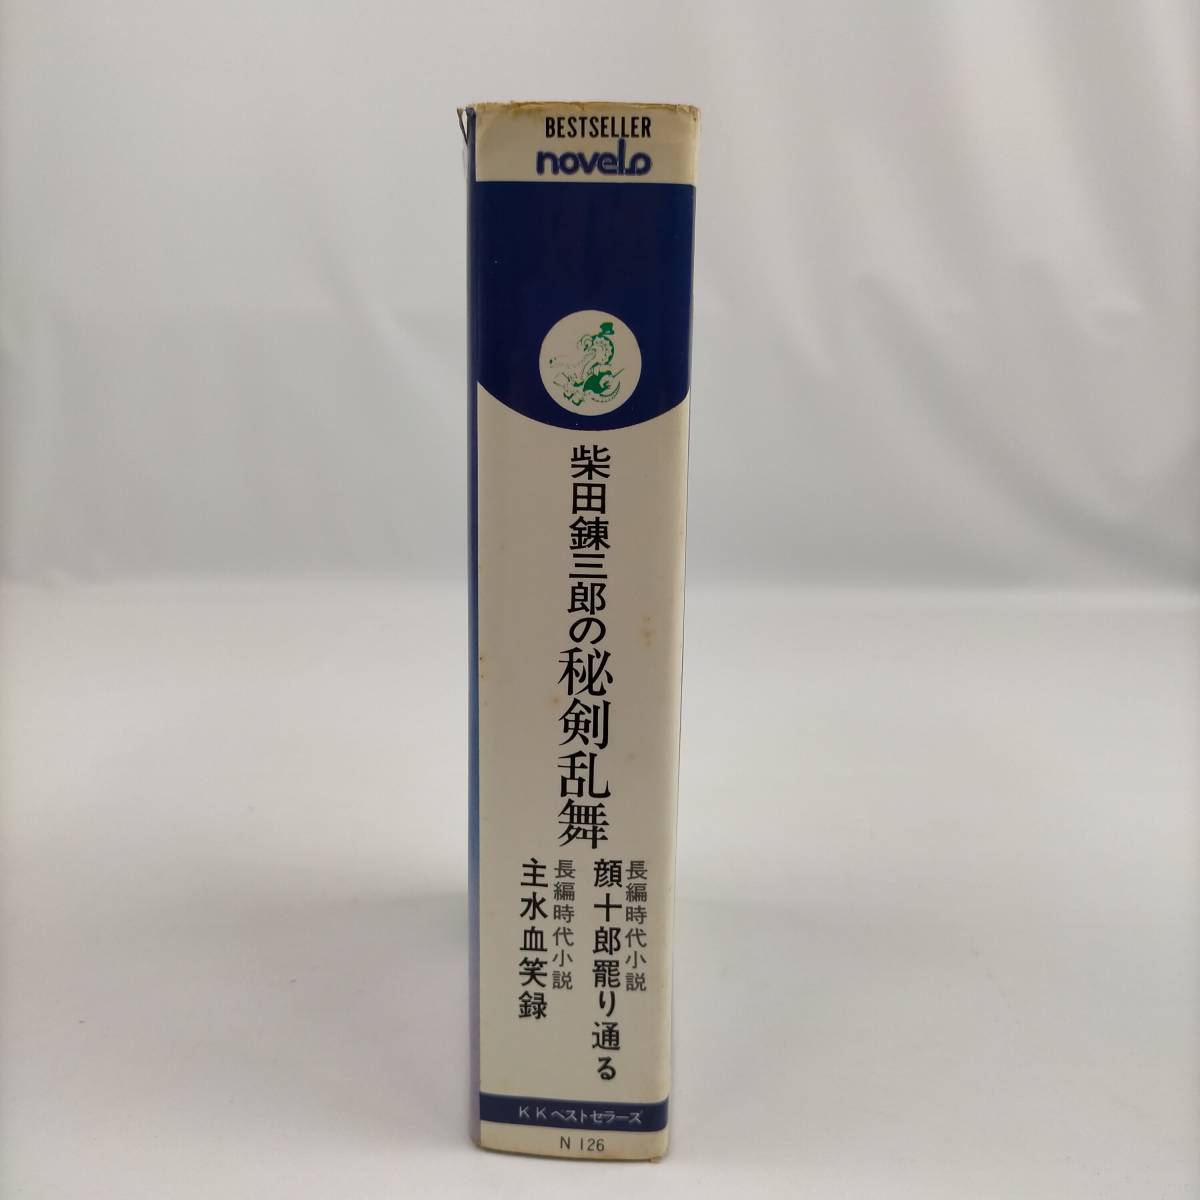 BESTSELLER
novels
柴田錬三郎の秘剣乱舞
長編時代小説
顔十郎罷り通る
長編時代小説
主水血笑録
KKベストセラーズ
N 126